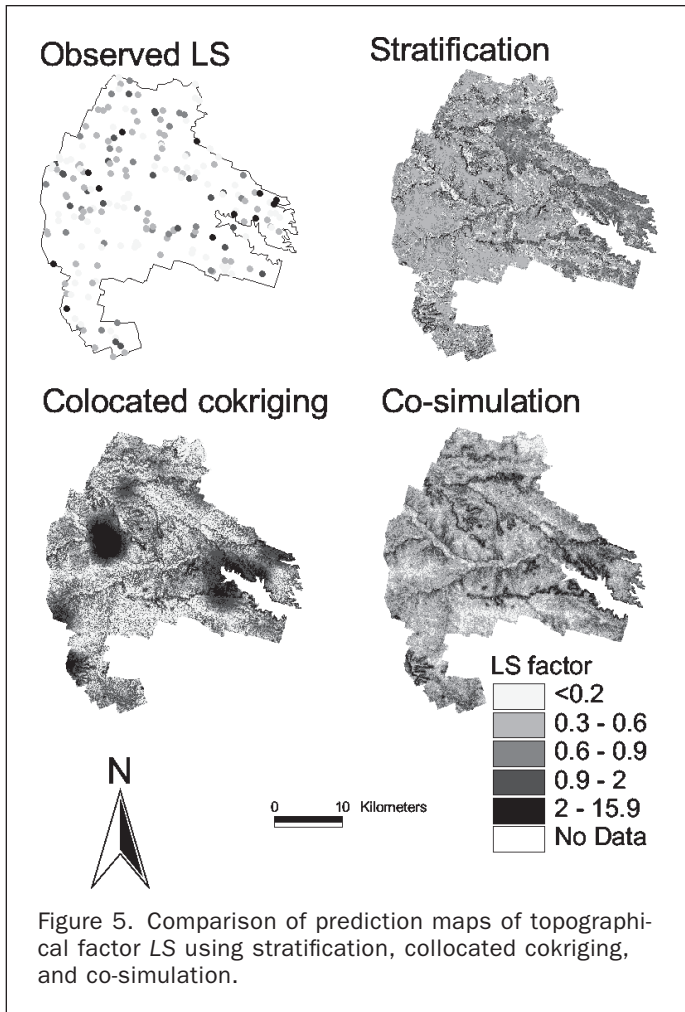 Observed LS
Stratification
Colocated cokriging
Co-simulation
LS factor
<0.2
0.3 - 0.6
0.6 - 0.9
0.9 - 2
2 - 15.9
No Data
N
0 10 Kilometers
Figure 5. Comparison of prediction maps of topographi-
cal factor LS using stratification, collocated cokriging,
and co-simulation.